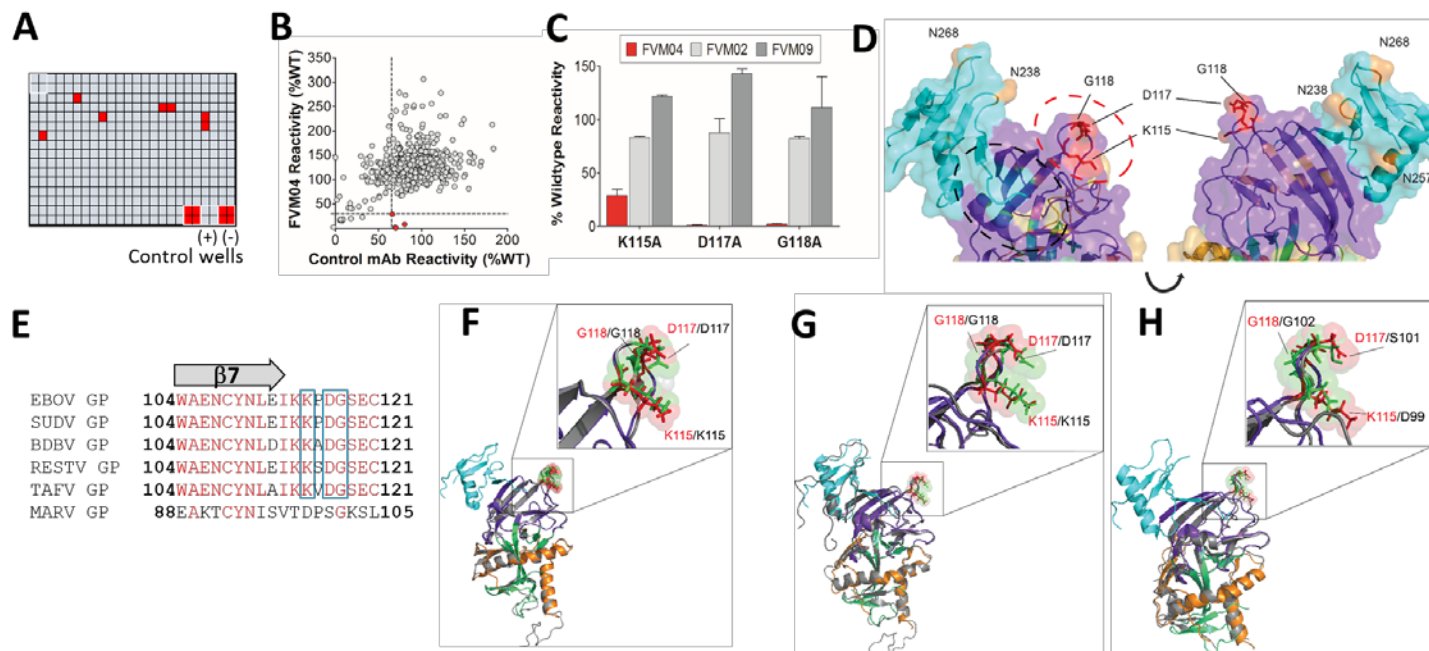 A
(+) (-)
Control wells
B
FVM04 Reactivity (%WT)
350
300
250
200
150
100
50
0
0 50 100 150 200
Control mAb Reactivity (%WT)
C
FVM04 FVM02 FVM09
% Wildtype Reactivity
150
100
50
0
K115A D117A G118A
D
N268
N238
G118
D117
K115
G118
N238
N268
N257
E
β7
EBOV GP 104WAENCYNLEIKKPDGSEC121
SUDV GP 104WAENCYNLEIKKPDGSEC121
BDBV GP 104WAENCYNLDIKKADGSEC121
RESTV GP 104WAENCYNLDIKKSDGSEC121
TAFV GP 104WAENCYNLAIKKVDGSEC121
MARV GP 88EAKTCYNISVTDPSGKSL105
F
G118/G118
D117/D117
K115/K115
G
G118/G118
D117/D117
K115/K115
H
G118/G102
D117/S101
K115/D99